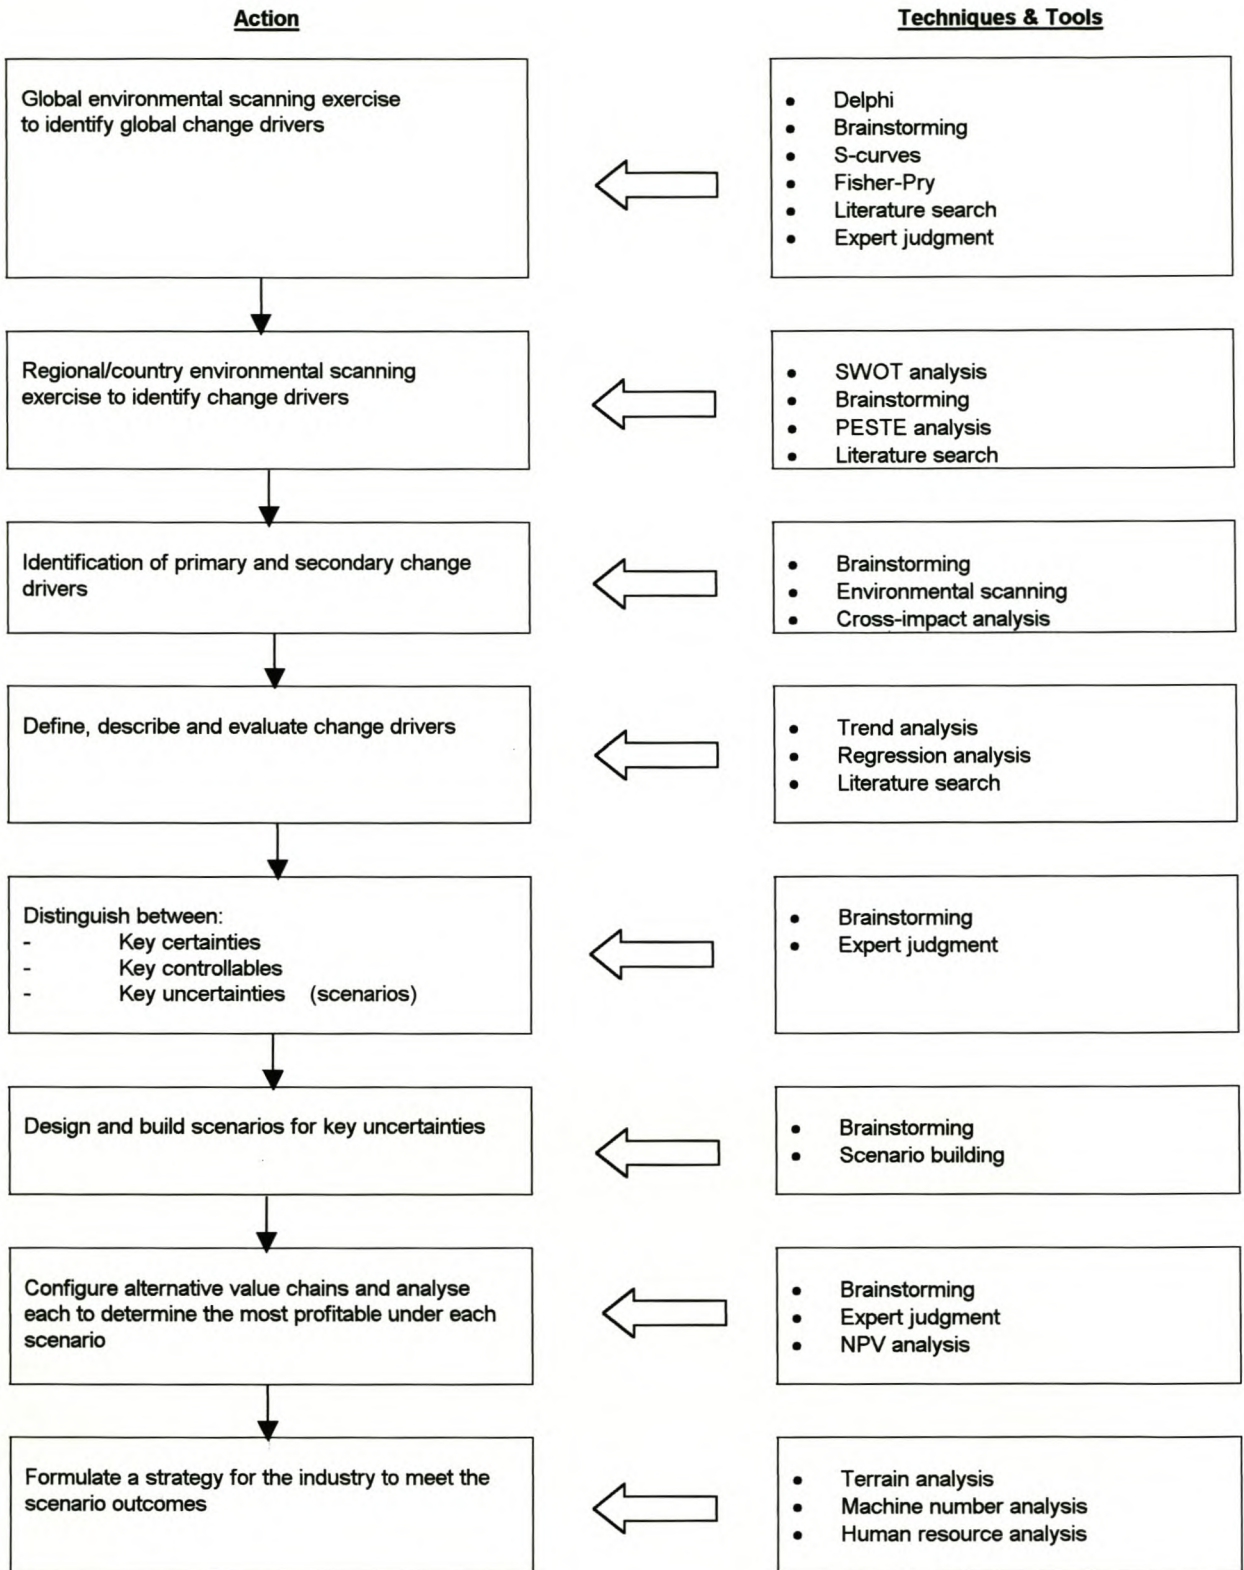 Action
Techniques & Tools
Global environmental scanning exercise
to identify global change drivers
• Delphi
• Brainstorming
• S-curves
• Fisher-Pry
• Literature search
• Expert judgment
Regional/country environmental scanning
exercise to identify change drivers
• SWOT analysis
• Brainstorming
• PESTE analysis
• Literature search
Identification of primary and secondary change
drivers
• Brainstorming
• Environmental scanning
• Cross-impact analysis
Define, describe and evaluate change drivers
• Trend analysis
• Regression analysis
• Literature search
Distinguish between:
- Key certainties
- Key controllables
- Key uncertainties (scenarios)
• Brainstorming
• Expert judgment
Design and build scenarios for key uncertainties
• Brainstorming
• Scenario building
Configure alternative value chains and analyse
each to determine the most profitable under each
scenario
• Brainstorming
• Expert judgment
• NPV analysis
Formulate a strategy for the industry to meet the
scenario outcomes
• Terrain analysis
• Machine number analysis
• Human resource analysis